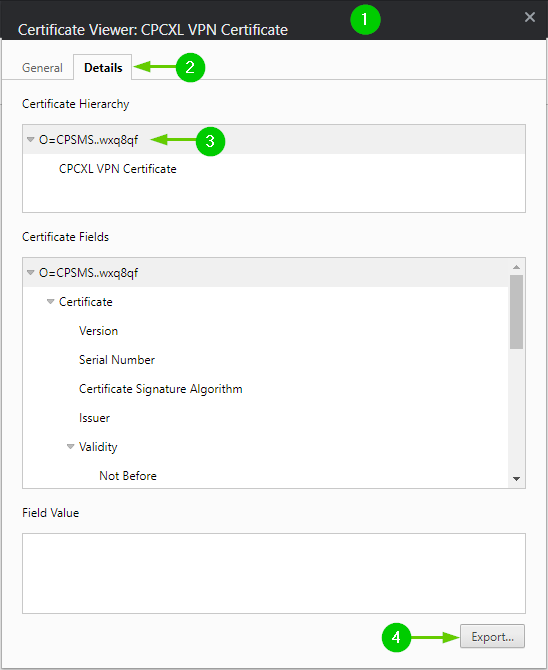 Certificate Viewer: CPCXL VPN Certificate
1
General
Details
2
Certificate Hierarchy
O=CPSMS..wxq8qf
3
CPCXL VPN Certificate
Certificate Fields
O=CPSMS..wxq8qf
Certificate
Version
Serial Number
Certificate Signature Algorithm
Issuer
Validity
Not Before
Field Value
4
Export...